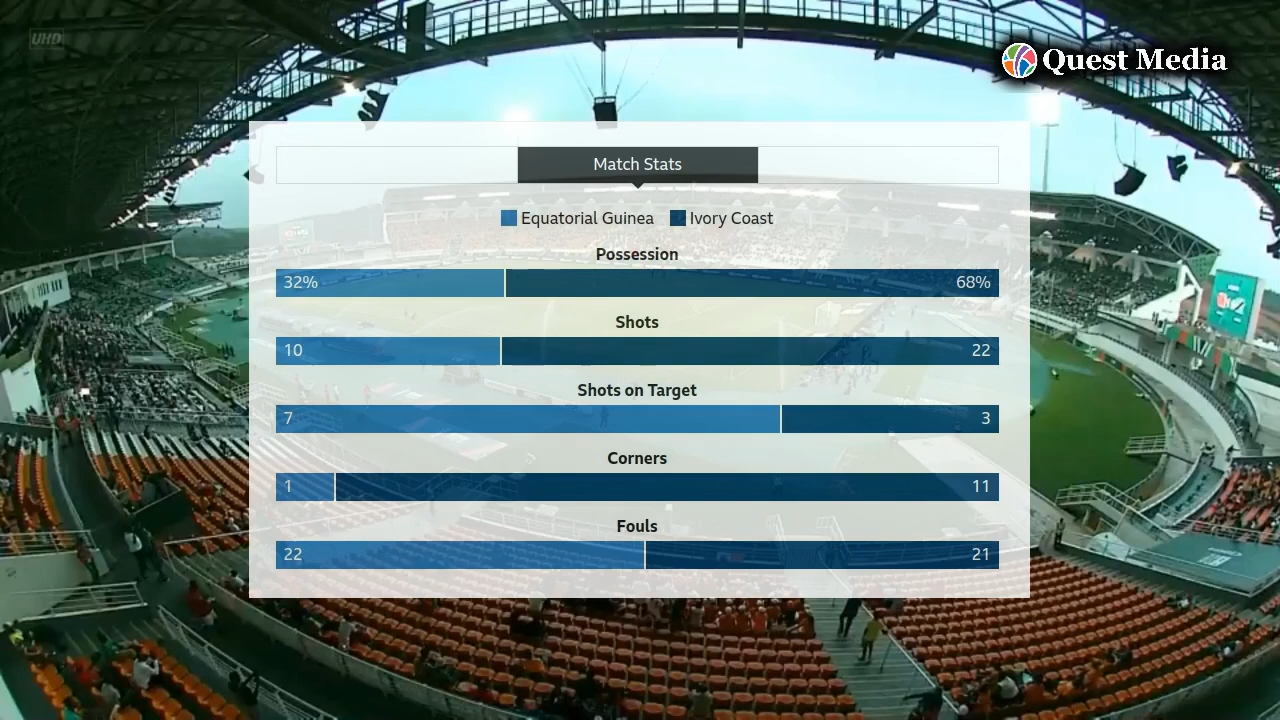 UHD
Quest Media
Match Stats
Equatorial Guinea Ivory Coast
Possession
32% 68%
Shots
10 22
Shots on Target
7 3
Corners
1 11
Fouls
22 21